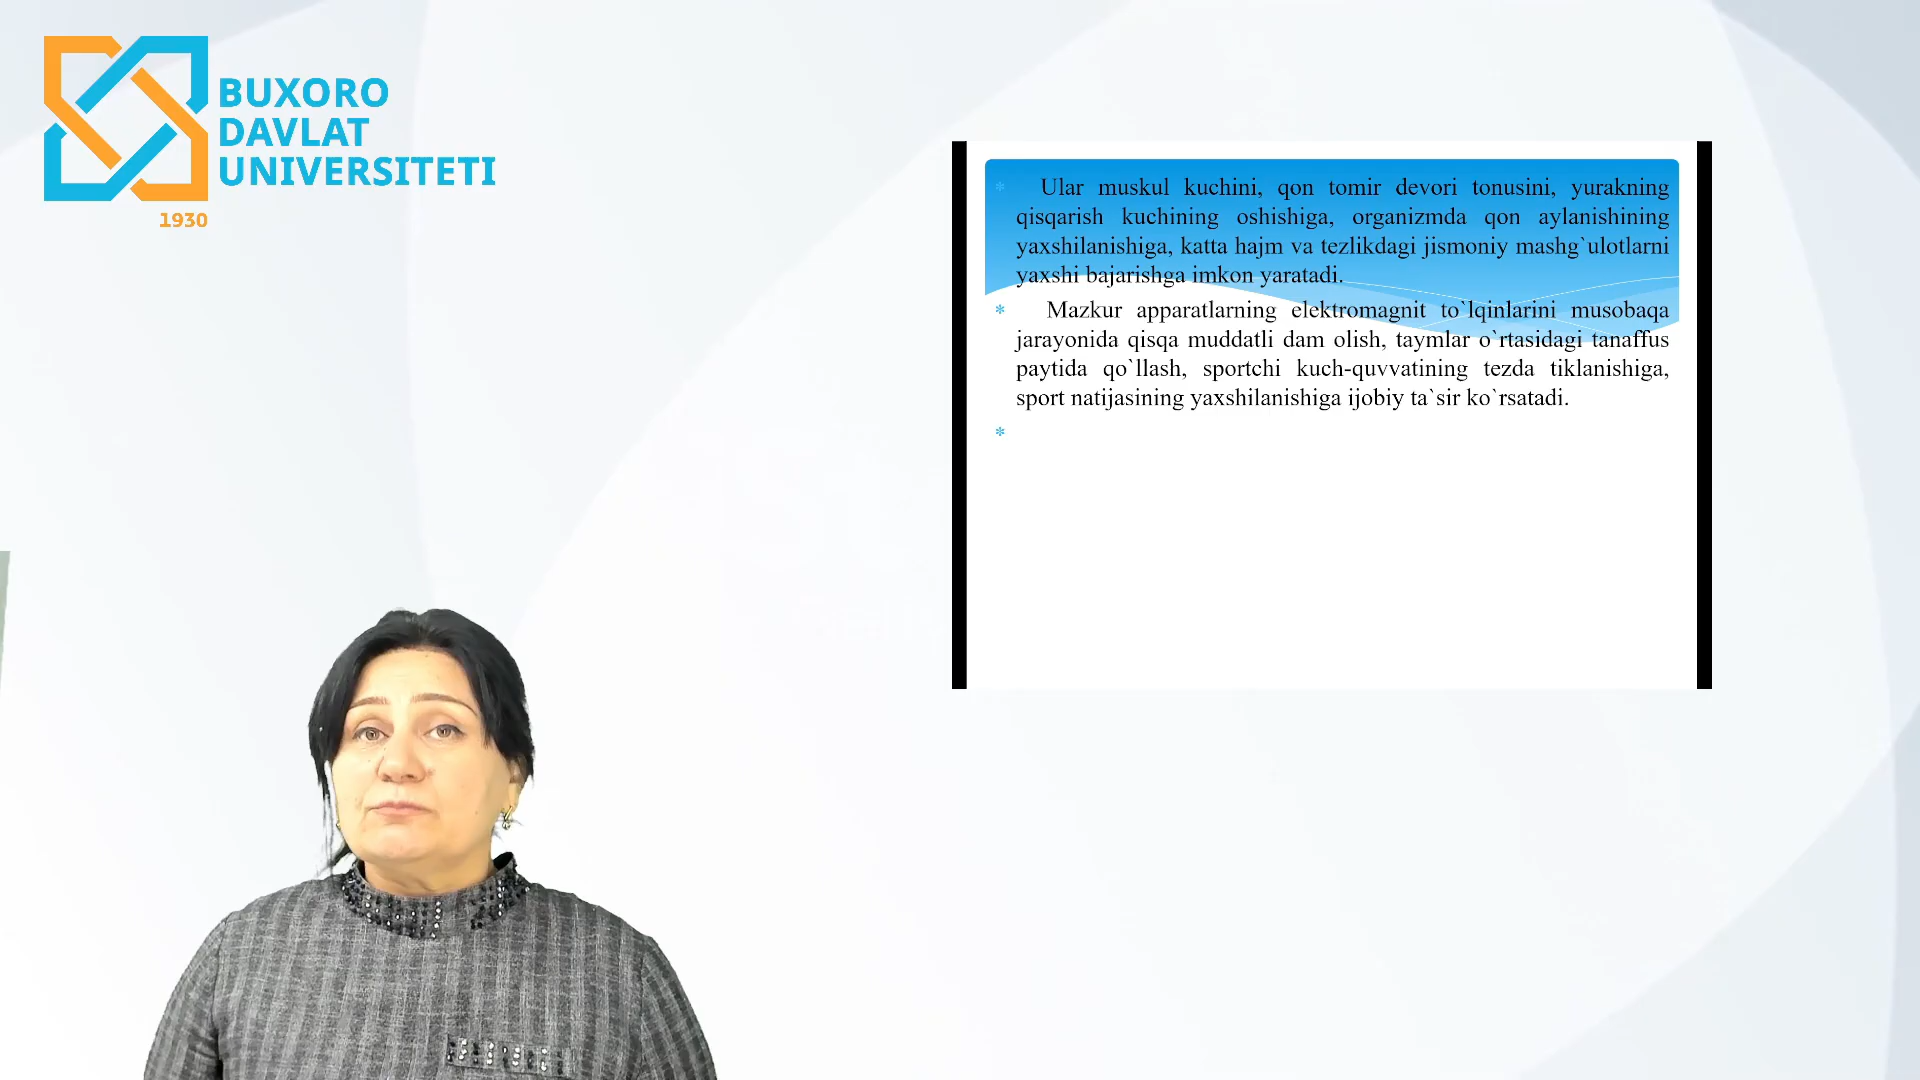 BUXORO
DAVLAT
UNIVERSITETI
1930
* Ular muskul kuchini, qon tomir devori tonusini, yurakning
qisqarish kuchining oshishiga, organizmda qon aylanishining
yaxshilanishiga, katta hajm va tezlikdagi jismoniy mashg`ulotlarni
yaxshi bajarishga imkon yaratadi.
* Mazkur apparatlarning elektromagnit to`lqinlarini musobaqa
jarayonida qisqa muddatli dam olish, taymlar o`rtasidagi tanaffus
paytida qo`llash, sportchi kuch-quvvatining tezda tiklanishiga,
sport natijasining yaxshilanishiga ijobiy ta`sir ko`rsatadi.
*